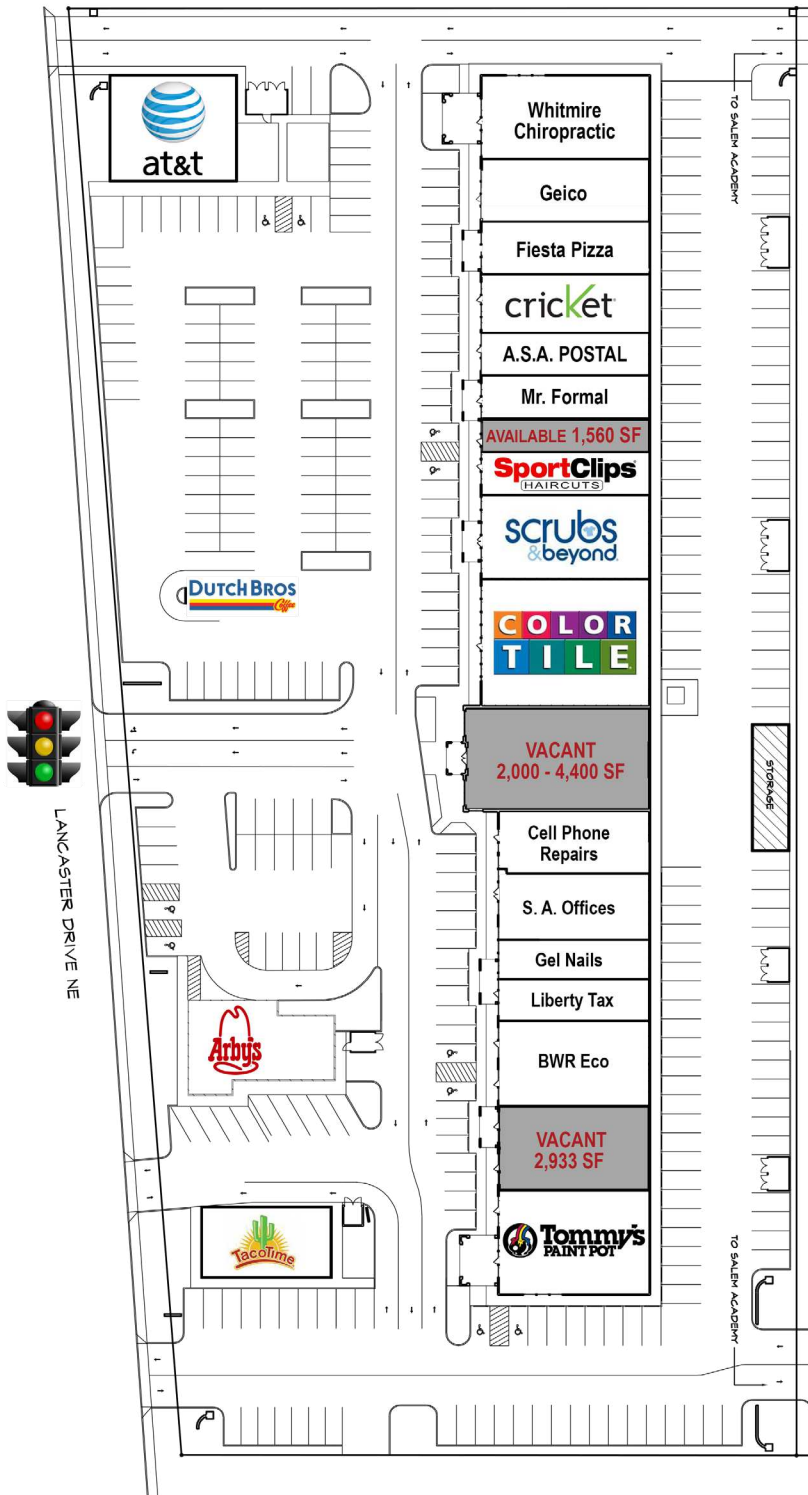 at&t
Whitmire
Chiropractic
TO SALEM ACADEMY
Geico
Fiesta Pizza
cricket
A.S.A. POSTAL
Mr. Formal
AVAILABLE 1,560 SF
SportClips
HAIRCUTS
scrubs
&beyond
DUTCH BROS
Coffee
COLOR
TILE
VACANT
2,000 - 4,400 SF
STORAGE
LANCASTER DRIVE NE
Cell Phone
Repairs
S. A. Offices
Gel Nails
Liberty Tax
Arby's
BWR Eco
VACANT
2,933 SF
TacoTime
Tommy's
PAINT POT
TO SALEM ACADEMY